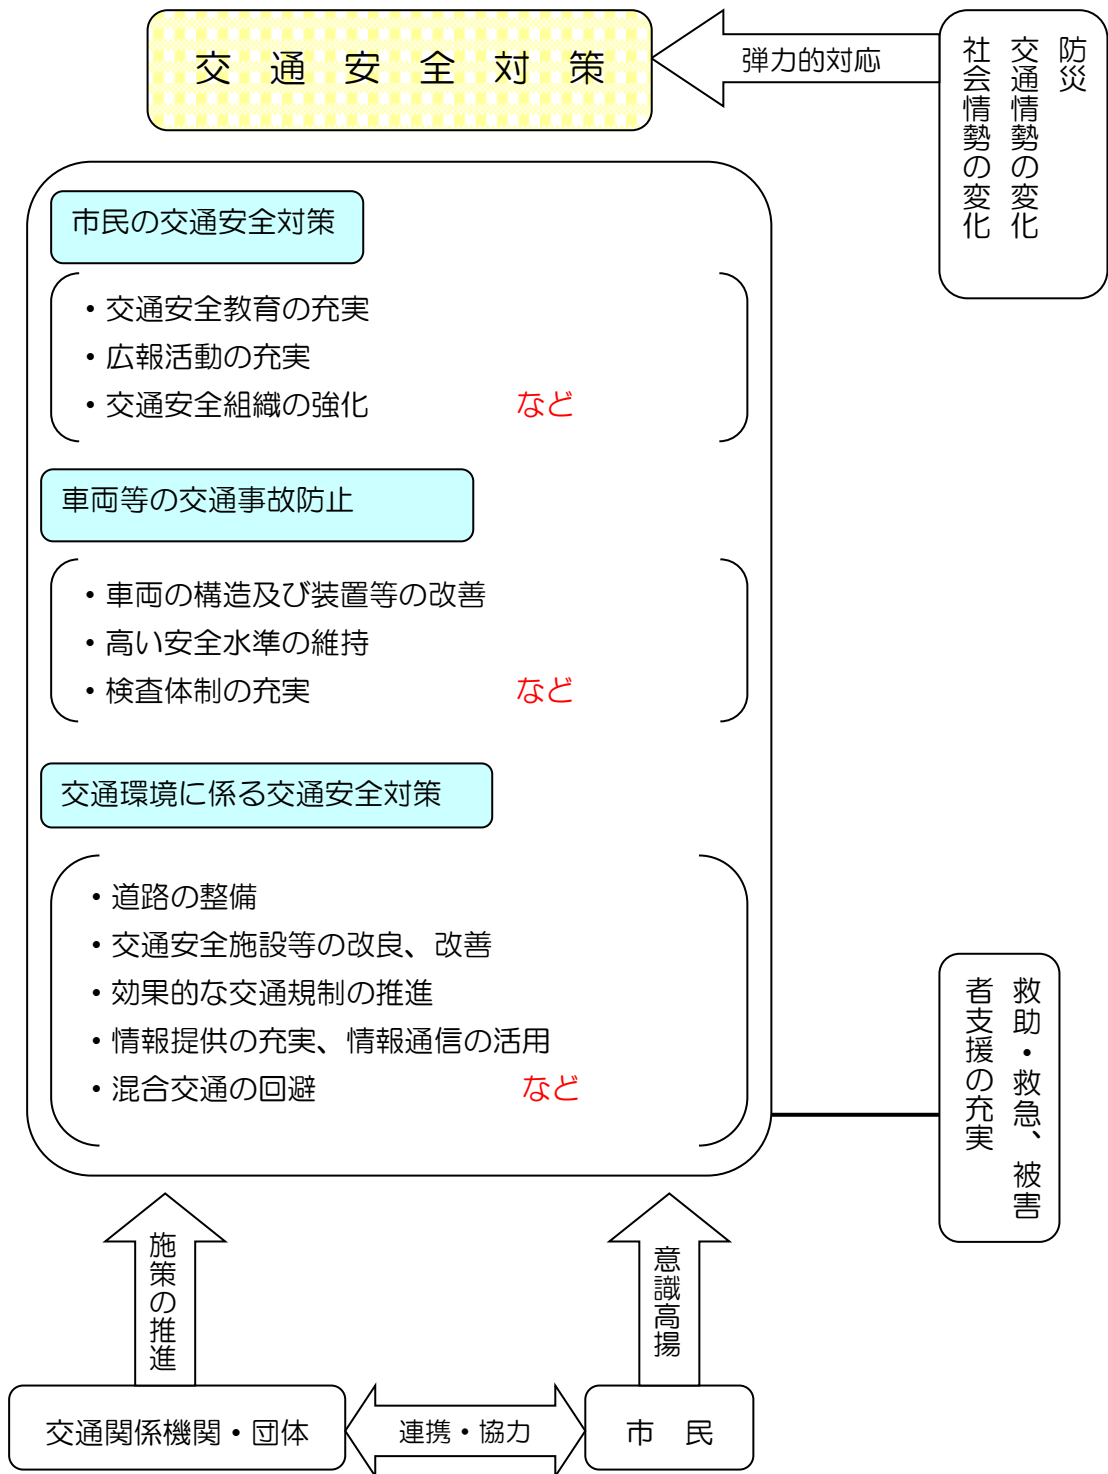 交通安全対策
弾力的対応
防災
交通情勢の変化
社会情勢の変化
市民の交通安全対策
・交通安全教育の充実
・広報活動の充実
・交通安全組織の強化 など
車両等の交通事故防止
・車両の構造及び装置等の改善
・高い安全水準の維持
・検査体制の充実 など
交通環境に係る交通安全対策
・道路の整備
・交通安全施設等の改良、改善
・効果的な交通規制の推進
・情報提供の充実、情報通信の活用
・混合交通の回避 など
救助・救急、被害
者支援の充実
施策の推進
意識高揚
交通関係機関・団体
連携・協力
市民